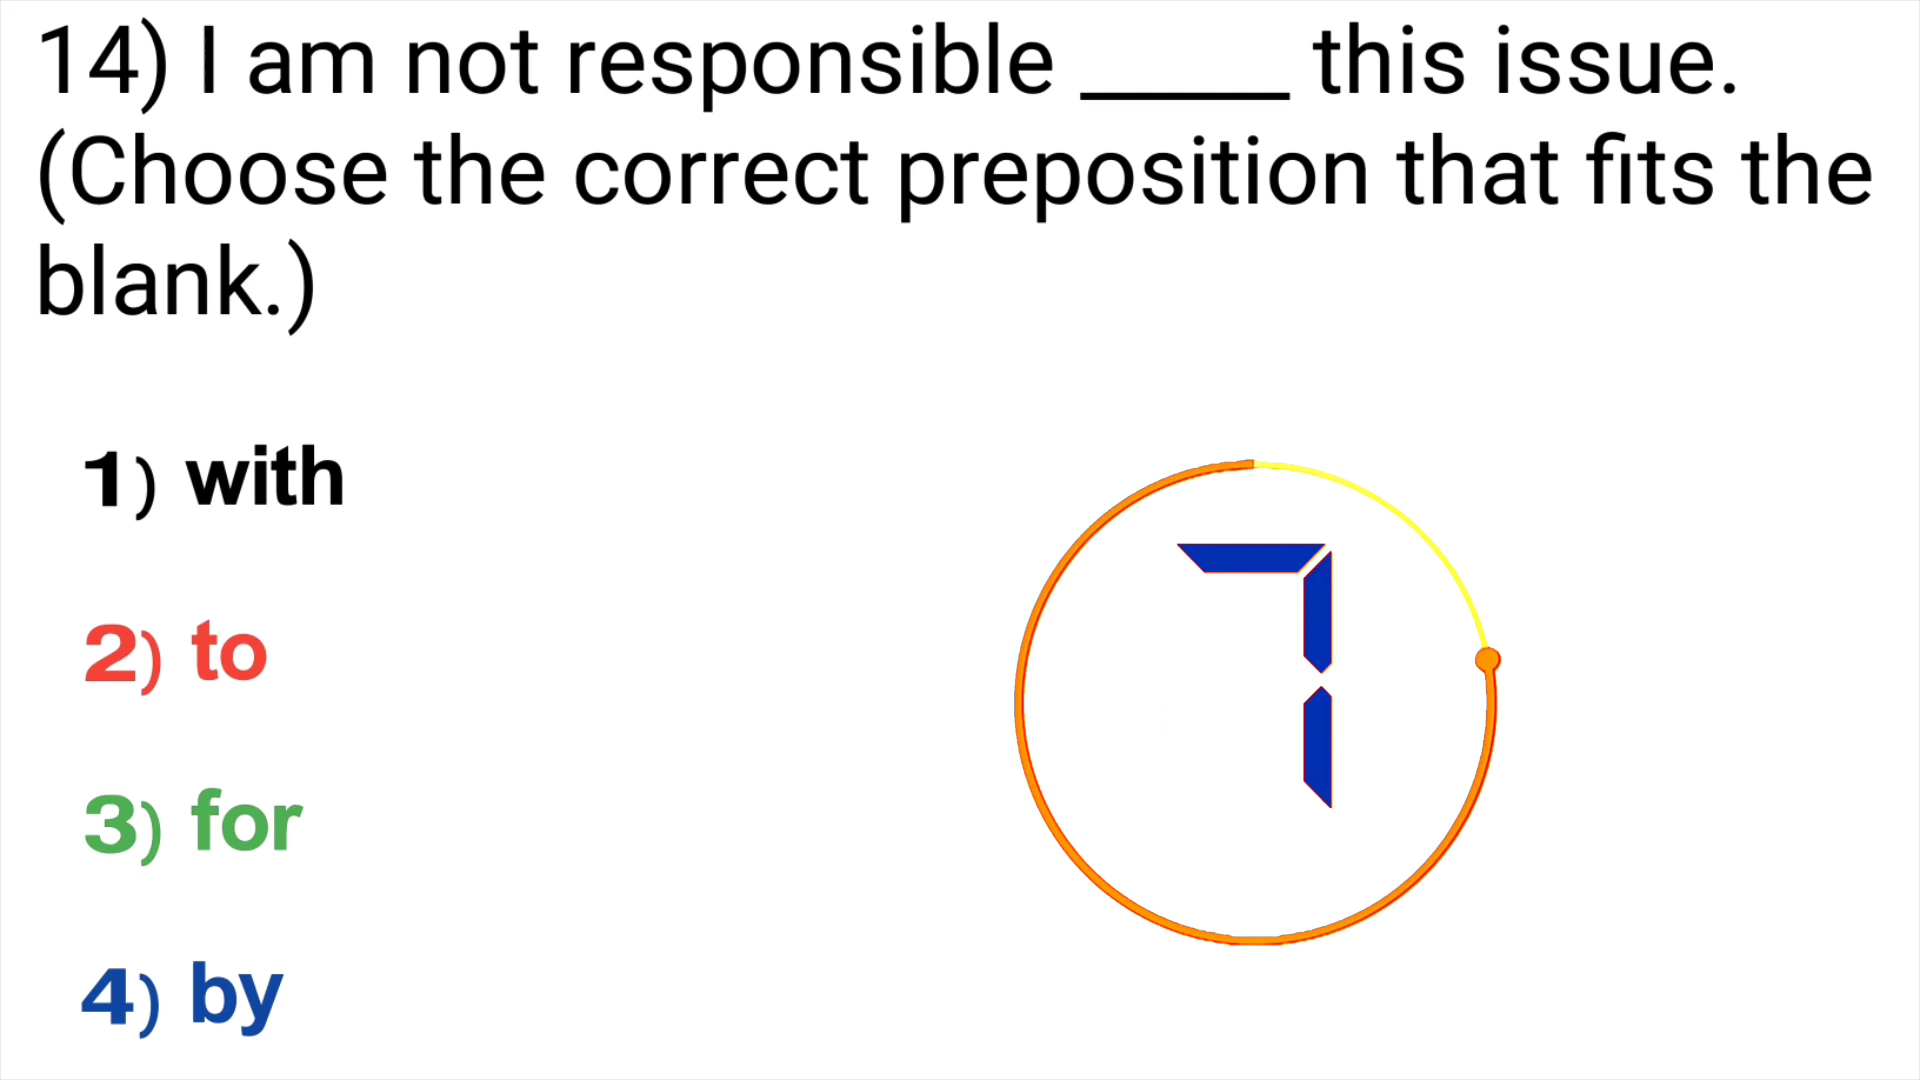 14) I am not responsible _____ this issue.
(Choose the correct preposition that fits the
blank.)
1) with
2) to
3) for
4) by
7